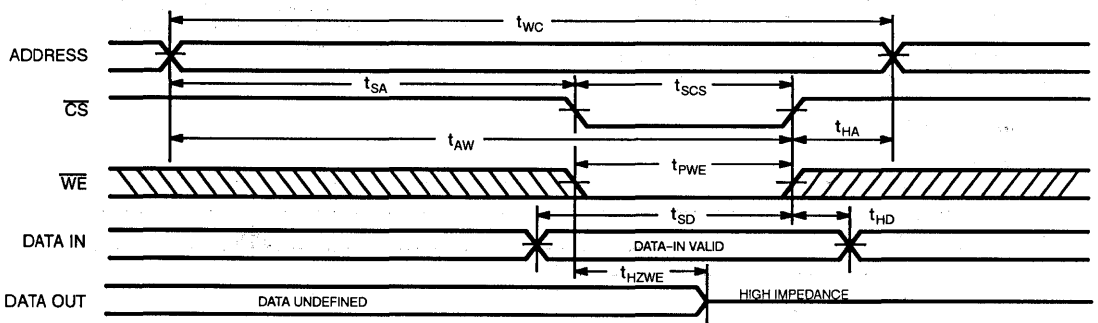 tWC
ADDRESS
tSA
tSCS
CS
tAW
tHA
WE
tPWE
tSD
tHD
DATA IN
DATA-IN VALID
tHZWE
DATA OUT
DATA UNDEFINED
HIGH IMPEDANCE